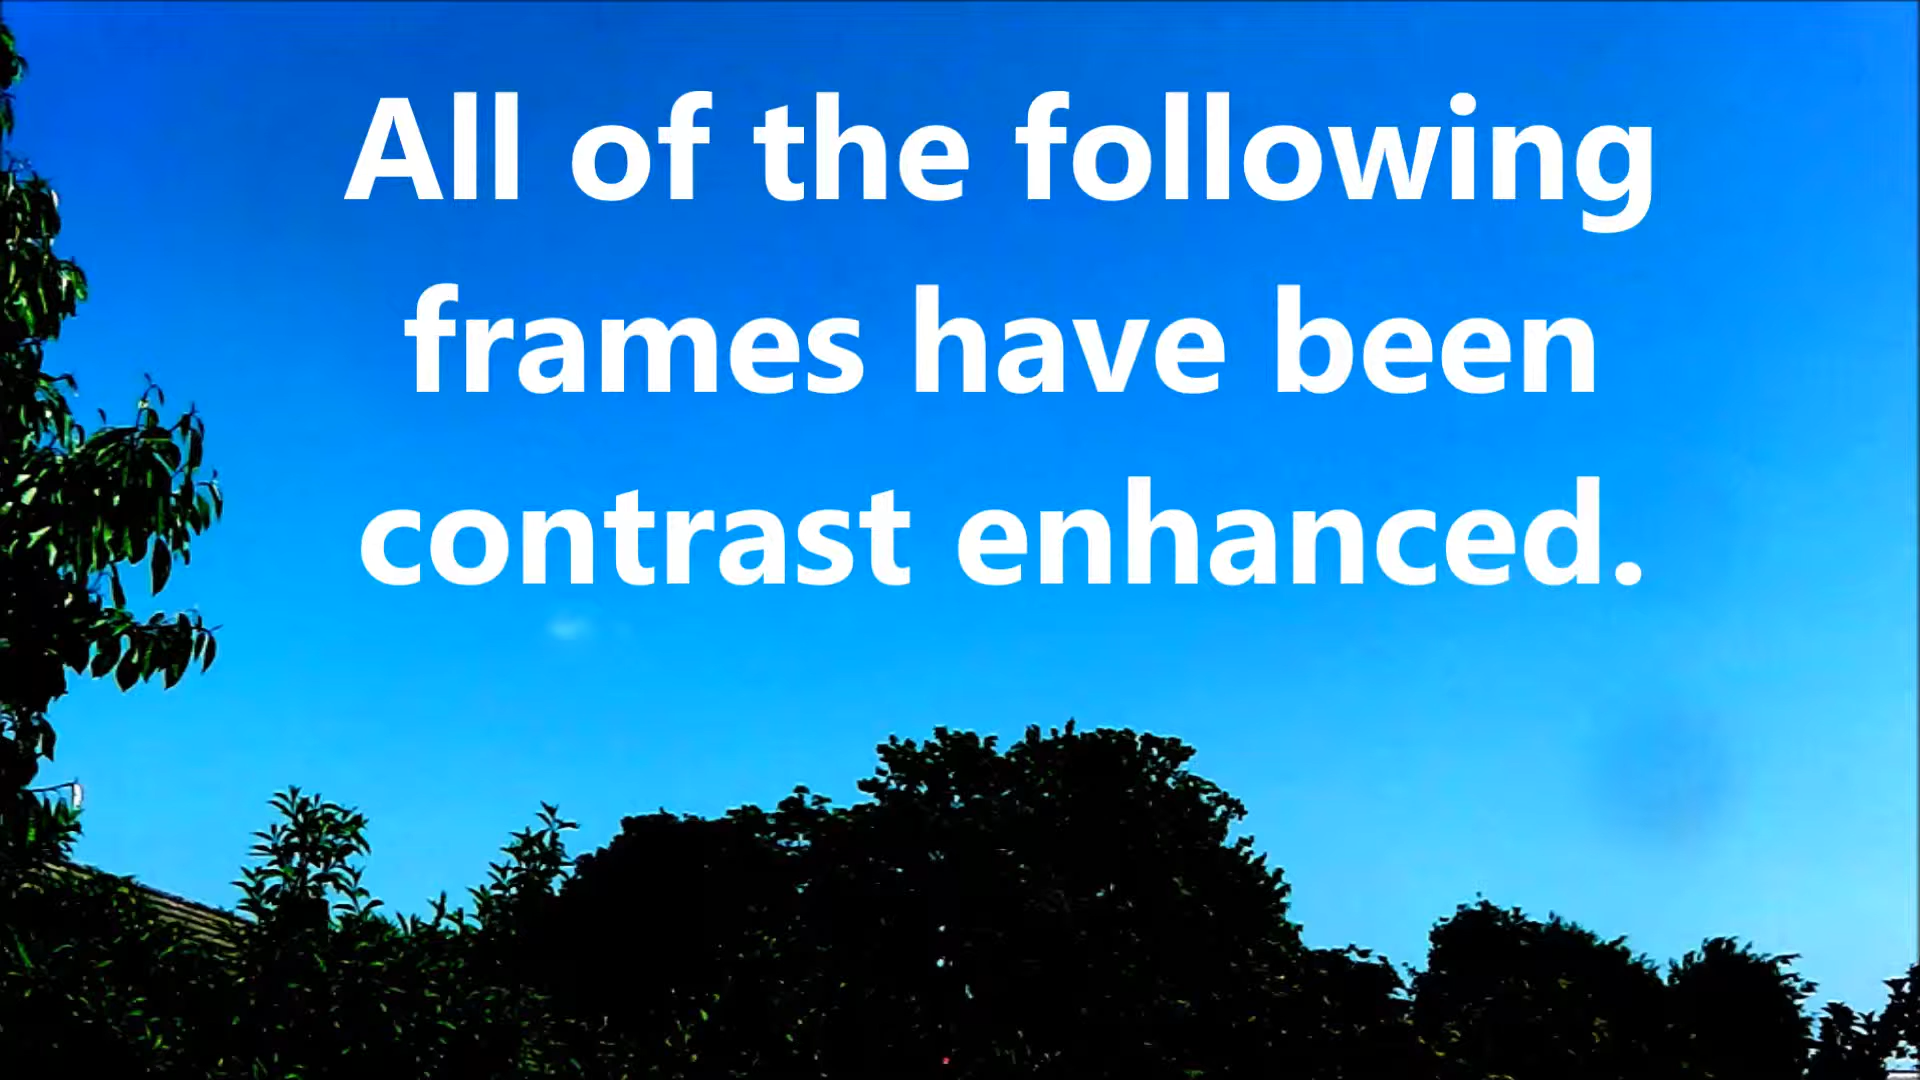 All of the following
frames have been
contrast enhanced.